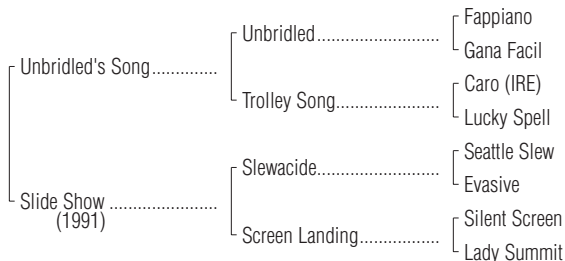 Fappiano
Unbridled..................
Gana Facil
Unbridled's Song.............
Caro (IRE)
Trolley Song....................
Lucky Spell
Seattle Slew
Slewacide......................
Evasive
Slide Show .....................
(1991)
Silent Screen
Screen Landing...............
Lady Summit